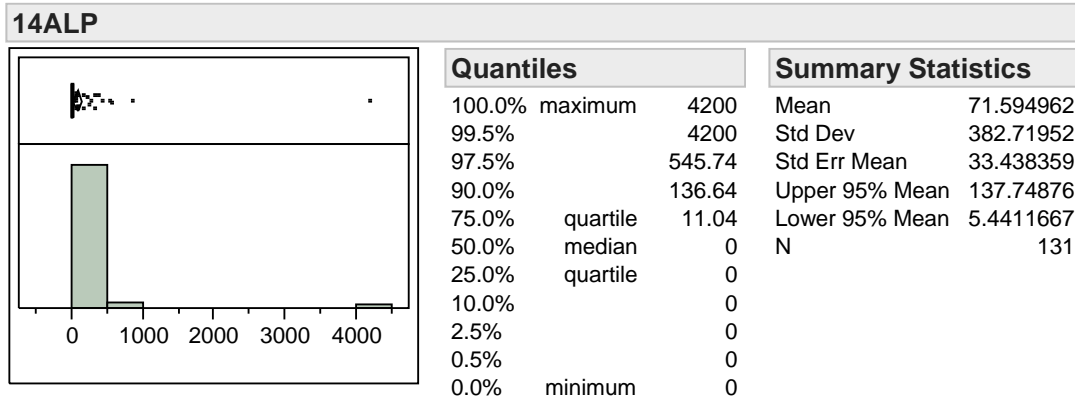 14ALP
Quantiles
100.0% maximum 4200
99.5% 4200
97.5% 545.74
90.0% 136.64
75.0% quartile 11.04
50.0% median 0
25.0% quartile 0
10.0% 0
2.5% 0
0.5% 0
0.0% minimum 0
Summary Statistics
Mean 71.594962
Std Dev 382.71952
Std Err Mean 33.438359
Upper 95% Mean 137.74876
Lower 95% Mean 5.4411667
N 131
0 1000 2000 3000 4000